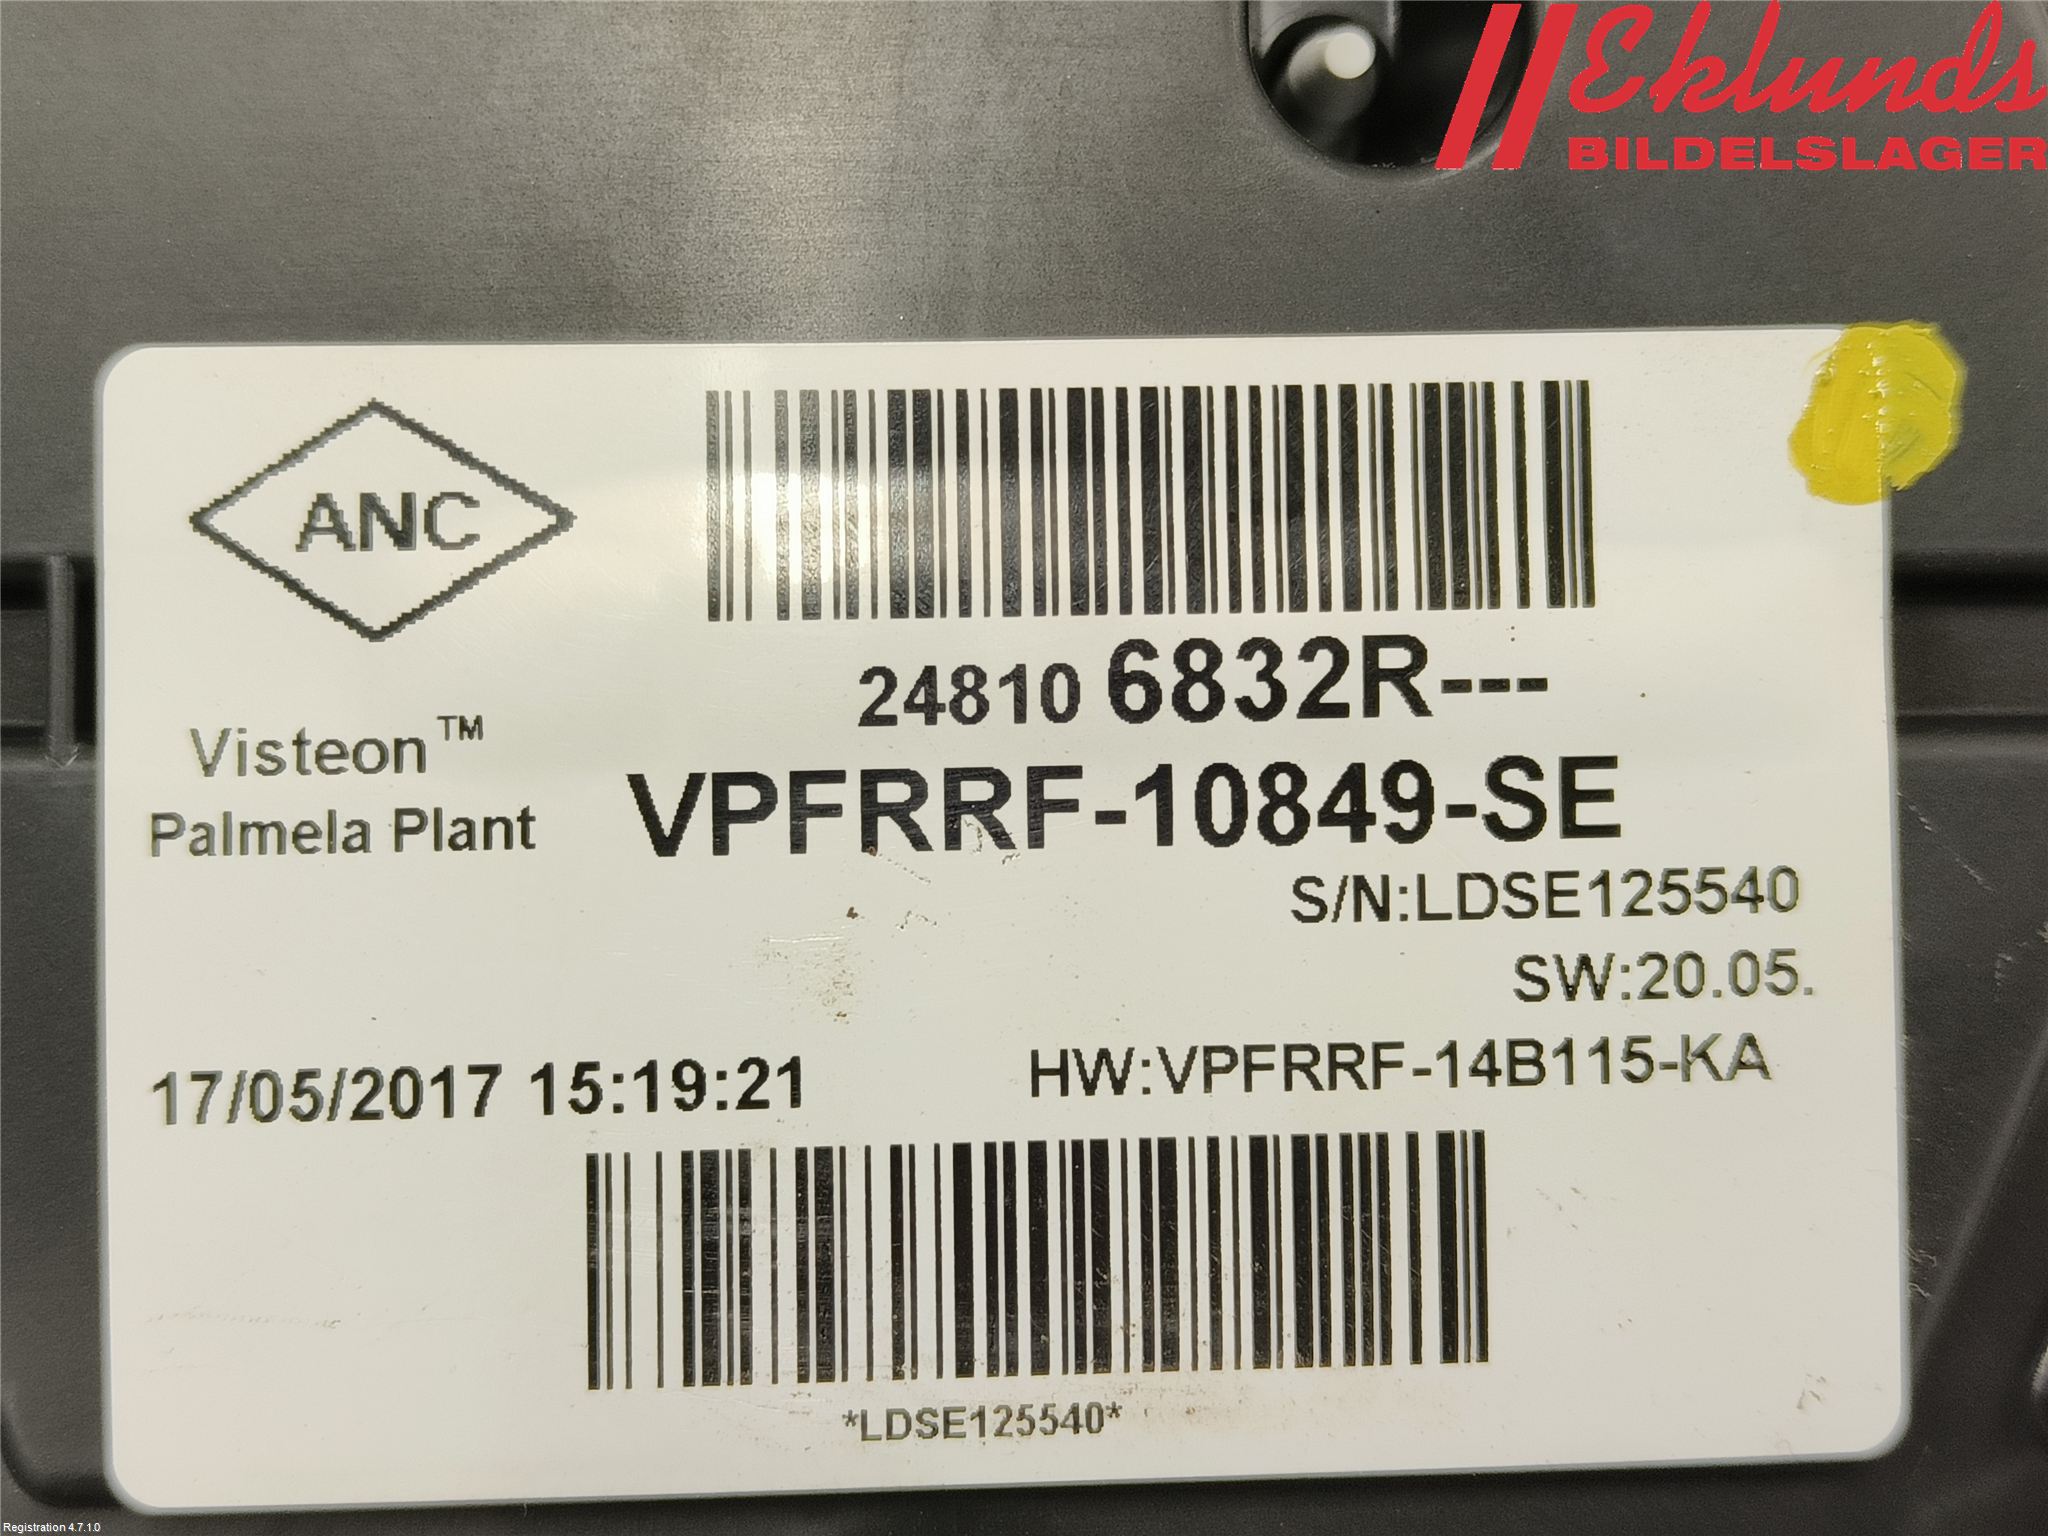 Eklunds
BILDELSLAGER
ANC
24810 6832R---
Visteon™
VPFRRF-10849-SE
Palmela Plant
S/N:LDSE125540
SW:20.05.
17/05/2017 15:19:21
HW:VPFRRF-14B115-KA
*LDSE125540*
Registration 4.7.1.0